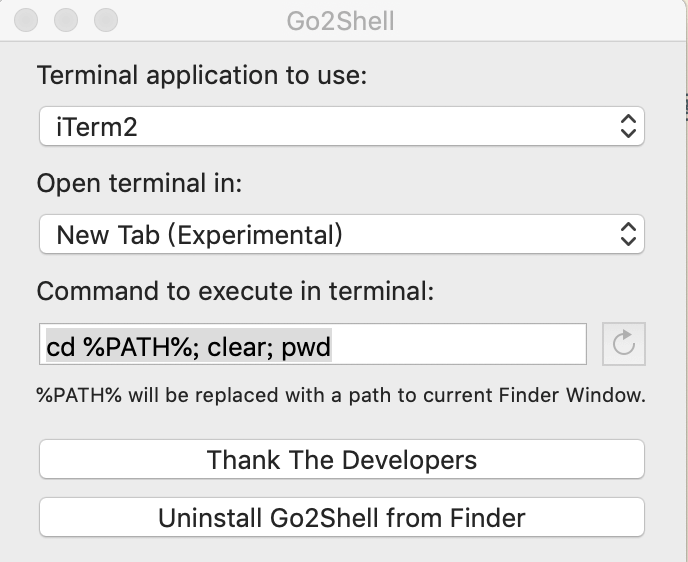 Go2Shell
Terminal application to use:
iTerm2
Open terminal in:
New Tab (Experimental)
Command to execute in terminal:
cd %PATH%; clear; pwd
%PATH% will be replaced with a path to current Finder Window.
Thank The Developers
Uninstall Go2Shell from Finder